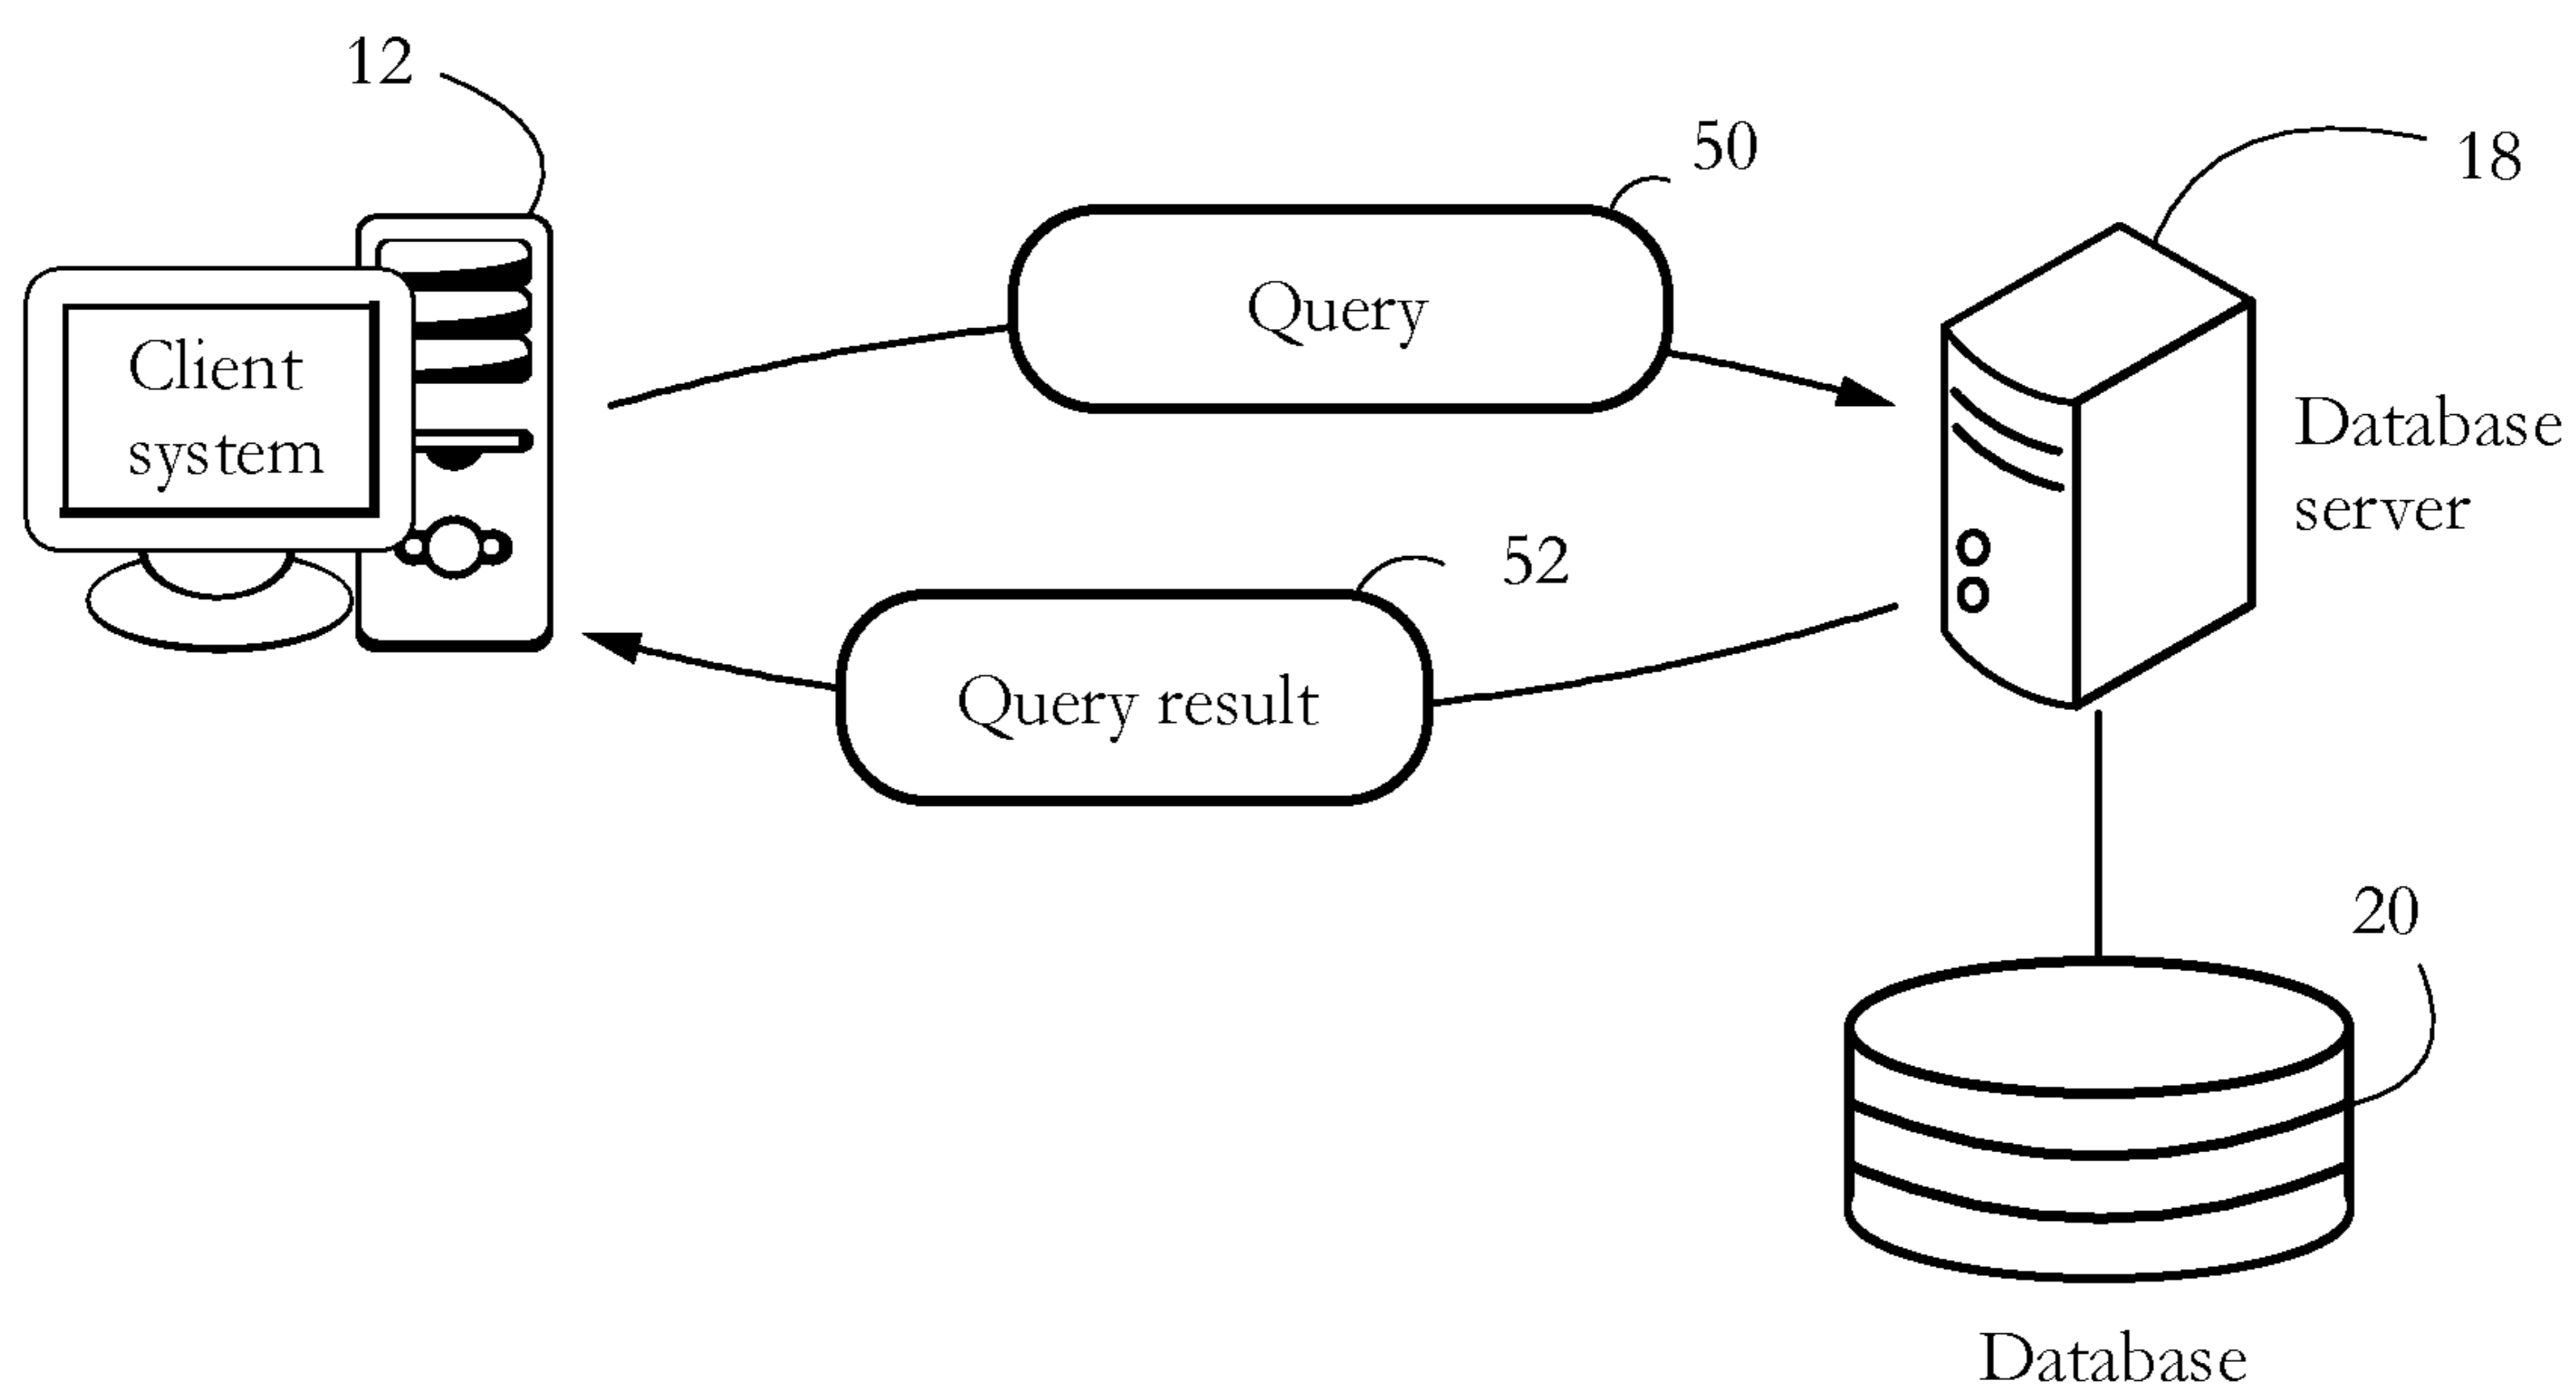 12
50
18
Client
system
Query
Database
server
52
Query result
20
Database